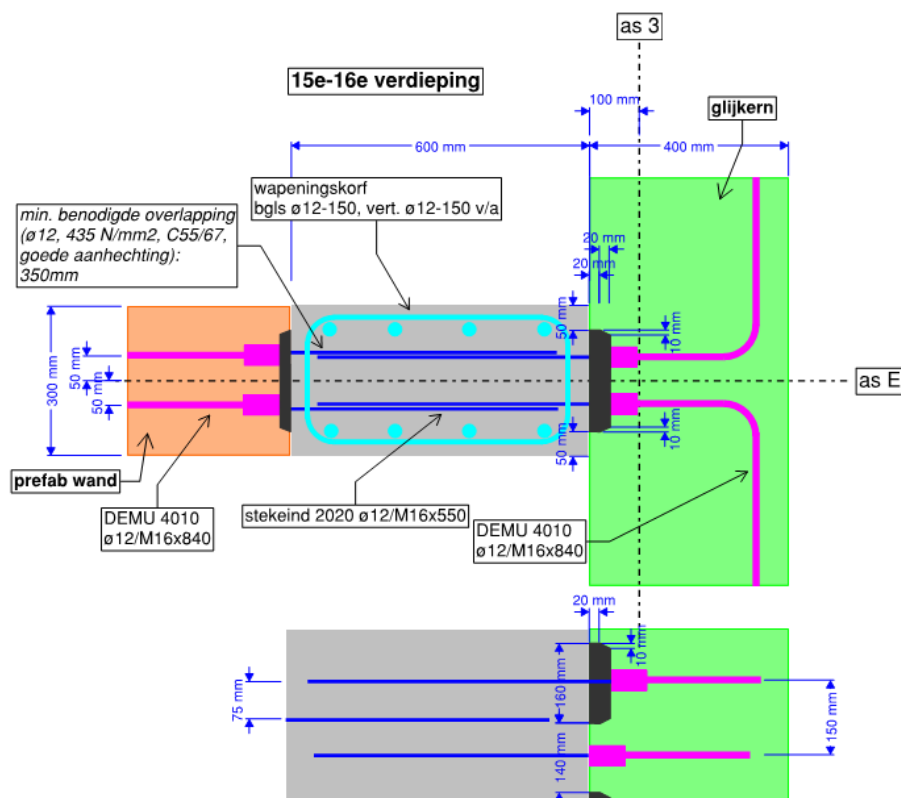 as 3
15e-16e verdieping
100 mm
glijkern
600 mm
400 mm
wapeningskorf
bgls ø12-150, vert. ø12-150 v/a
min. benodigde overlapping
(ø12, 435 N/mm2, C55/67,
goede aanhechting):
350mm
20 mm
20 mm
50 mm
10 mm
300 mm
50 mm
50 mm
as E
10 mm
50 mm
prefab wand
DEMU 4010
ø12/M16x840
stekeind 2020 ø12/M16x550
DEMU 4010
ø12/M16x840
20 mm
10 mm
160 mm
75 mm
150 mm
140 mm